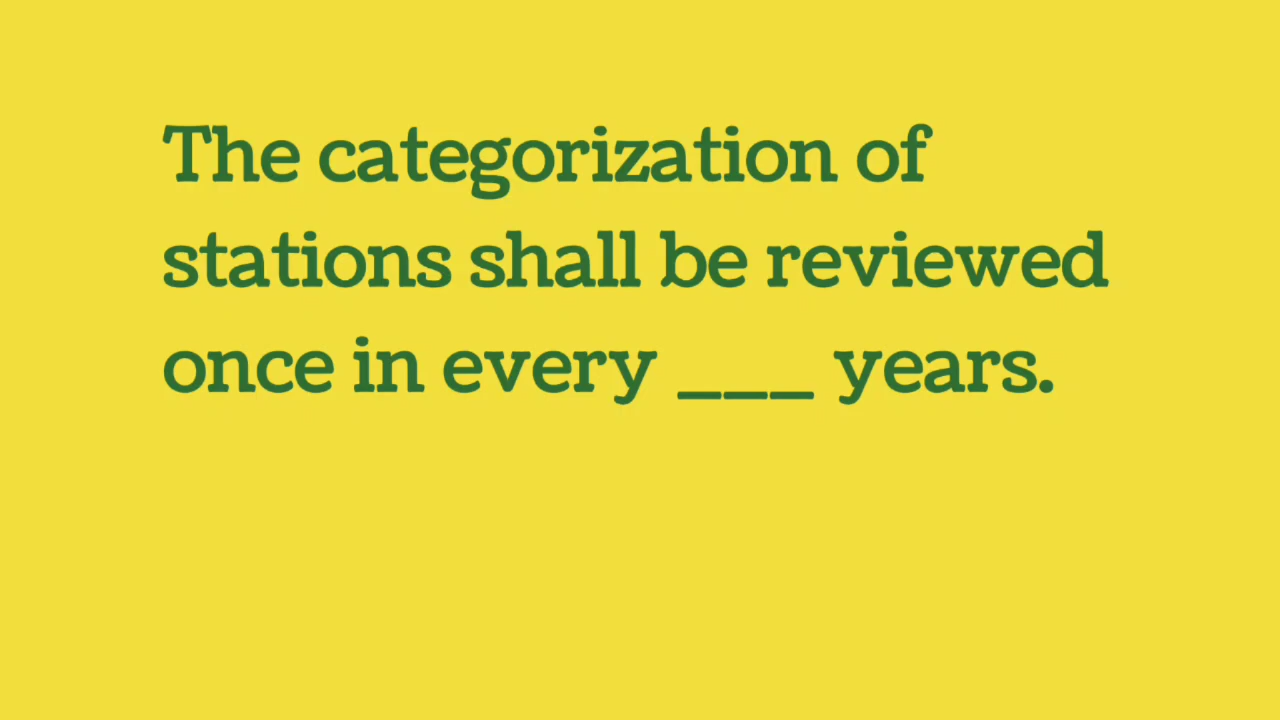 The categorization of
stations shall be reviewed
once in every ___ years.